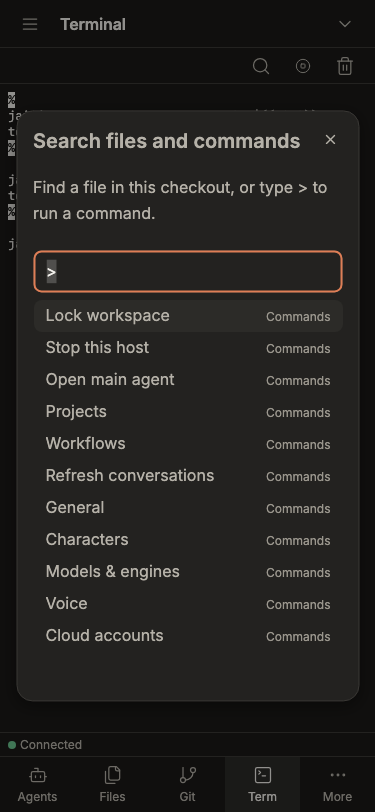 Terminal
Search files and commands
Find a file in this checkout, or type > to
run a command.
>
Lock workspace Commands
Stop this host Commands
Open main agent Commands
Projects Commands
Workflows Commands
Refresh conversations Commands
General Commands
Characters Commands
Models & engines Commands
Voice Commands
Cloud accounts Commands
Connected
Agents Files Git Term More